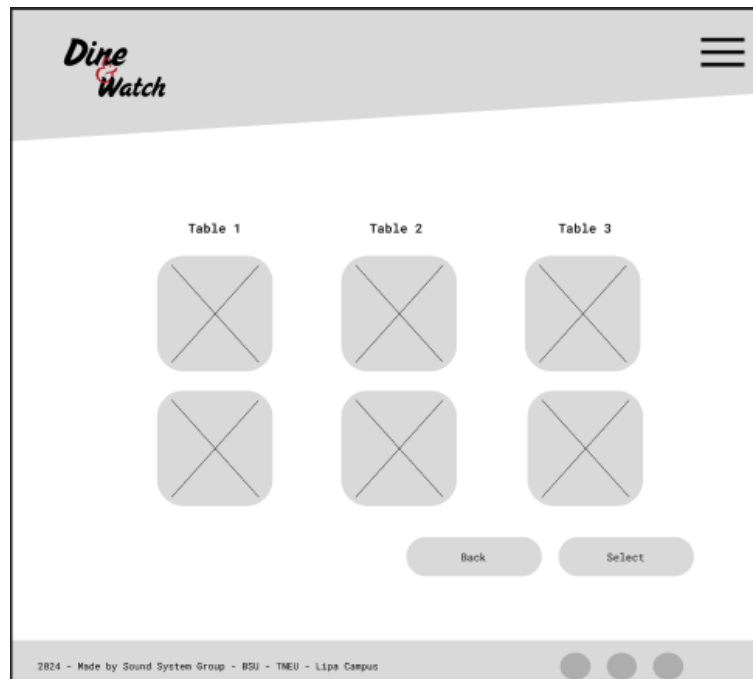 Dine
&
Watch
Table 1 Table 2 Table 3
Back Select
2024 - Made by Sound System Group - BSU - TNEU - Lipa Campus